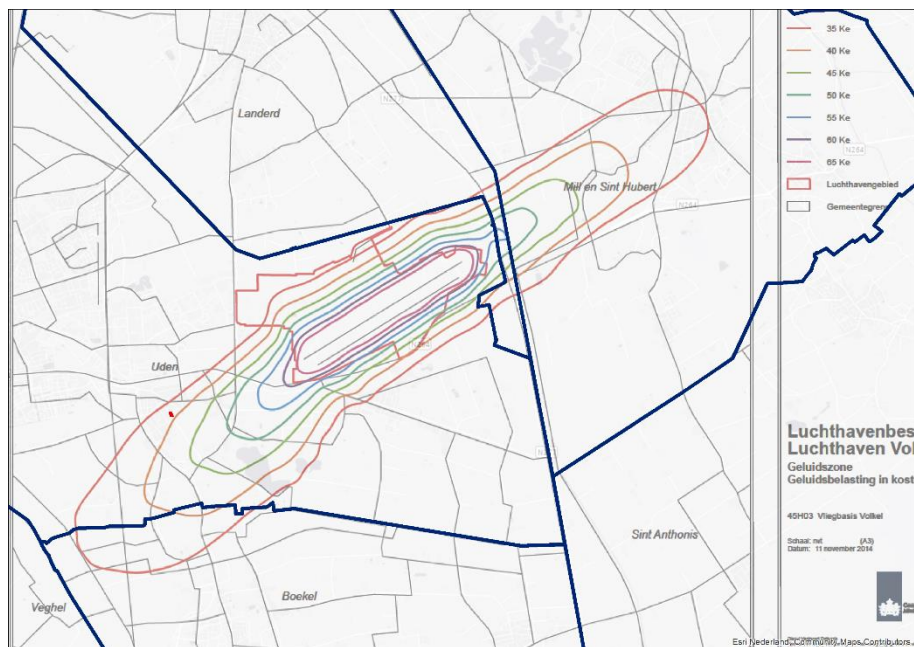 35 Ke
40 Ke
45 Ke
50 Ke
55 Ke
60 Ke
65 Ke
Luchthavengebied
Gemeentegrens
Landerd
Mill en Sint Hubert
N264
N264
Uden
Sint Anthonis
Boekel
Veghel
Luchthavenbes
Luchthaven Vol
Geluidszone
Geluidsbelasting in kost
45H03 Vliegbasis Volkel
Schaal: nvt (A3)
Datum: 11 november 2014
Esri Nederland, Community Maps Contributors